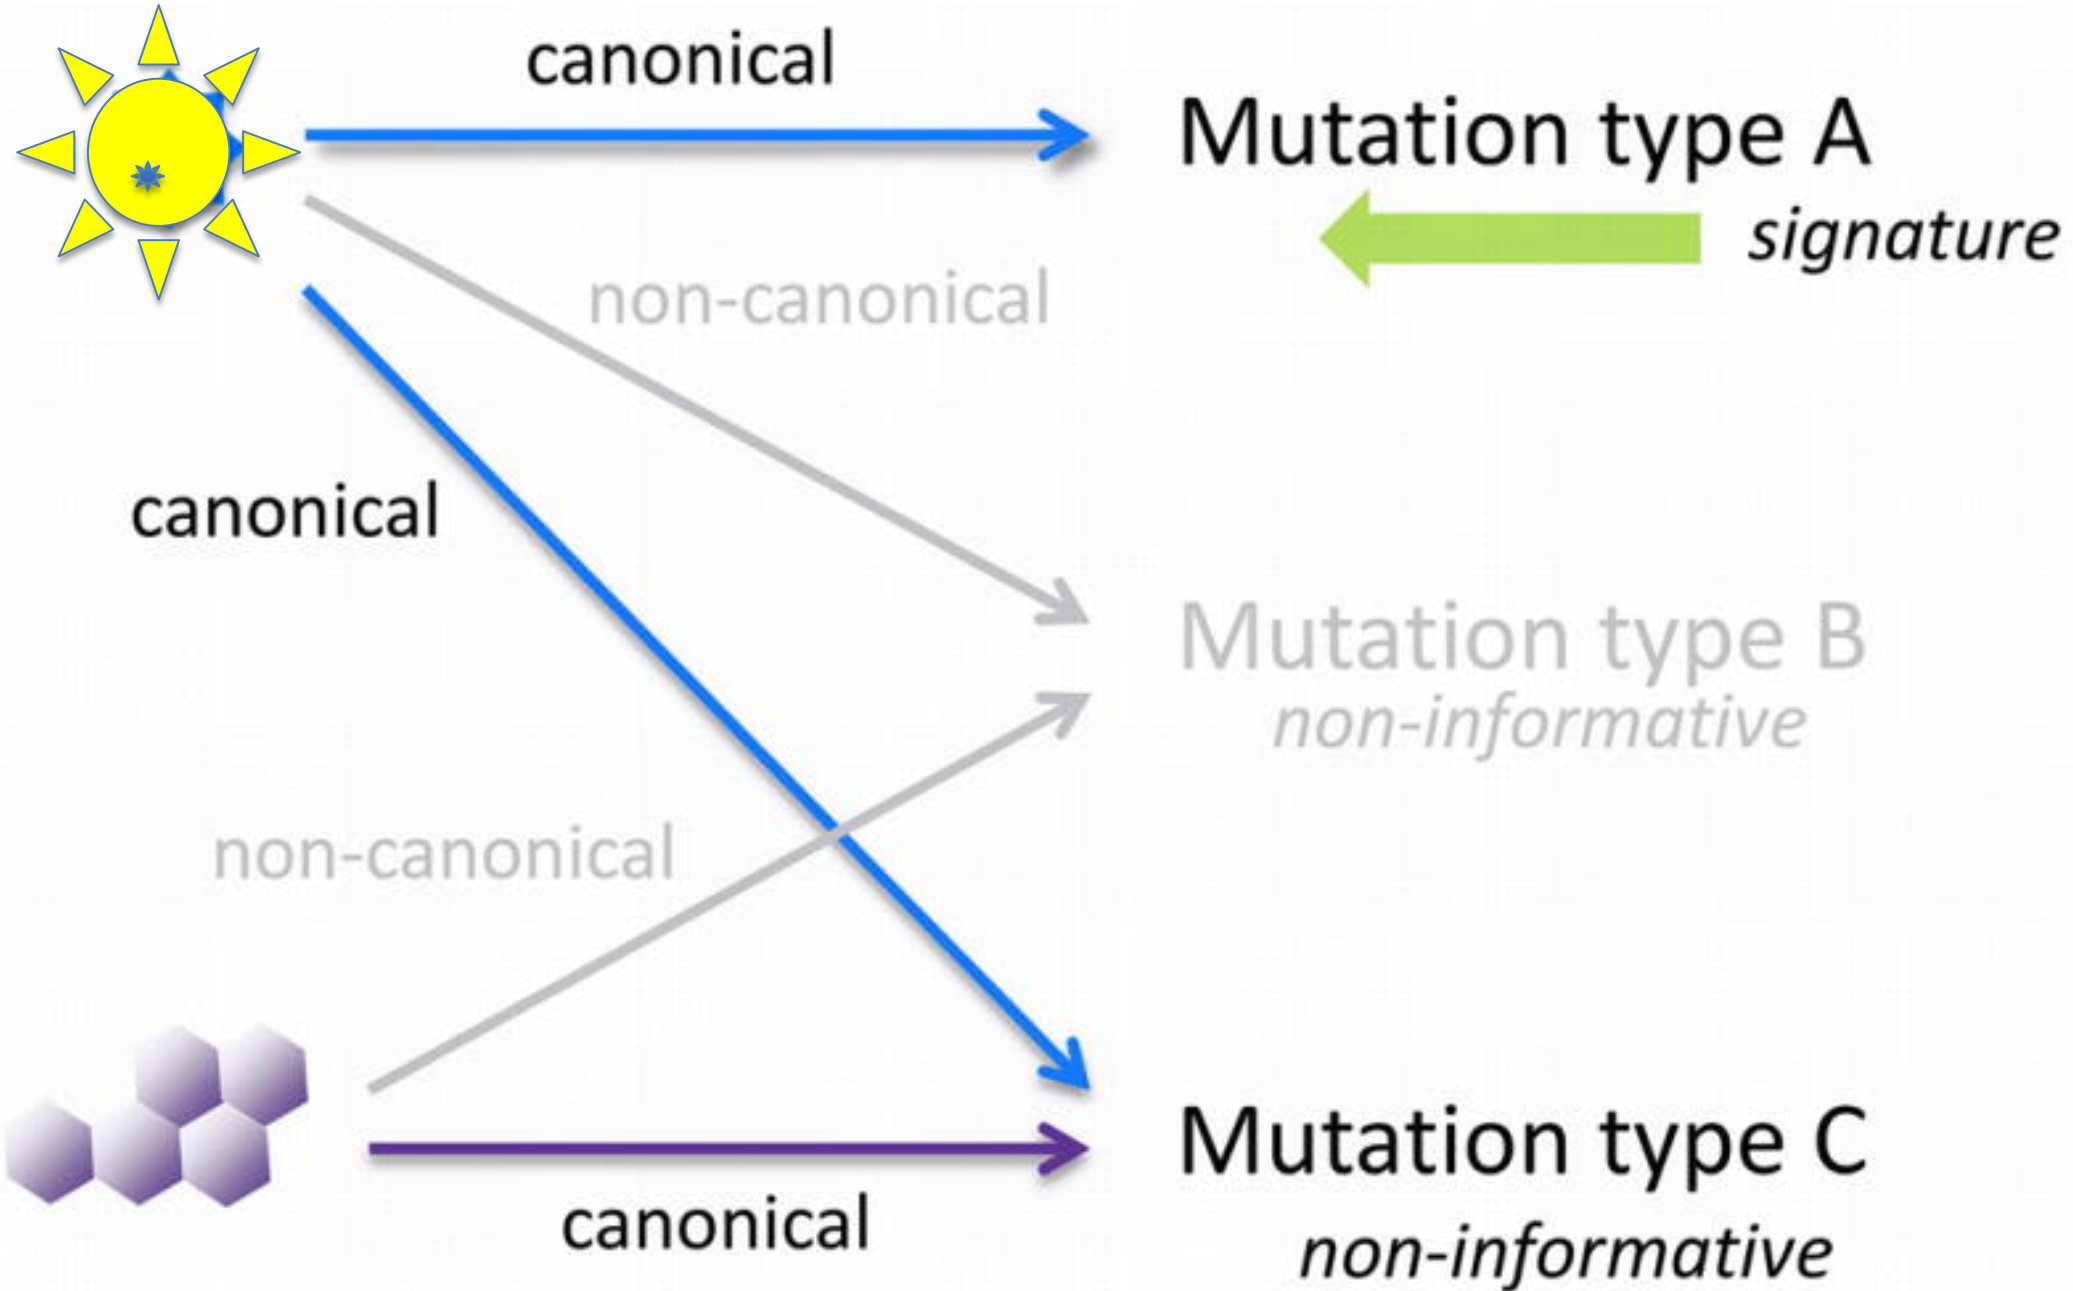 canonical
Mutation type A
signature
non-canonical
canonical
Mutation type B
non-informative
non-canonical
Mutation type C
canonical
non-informative